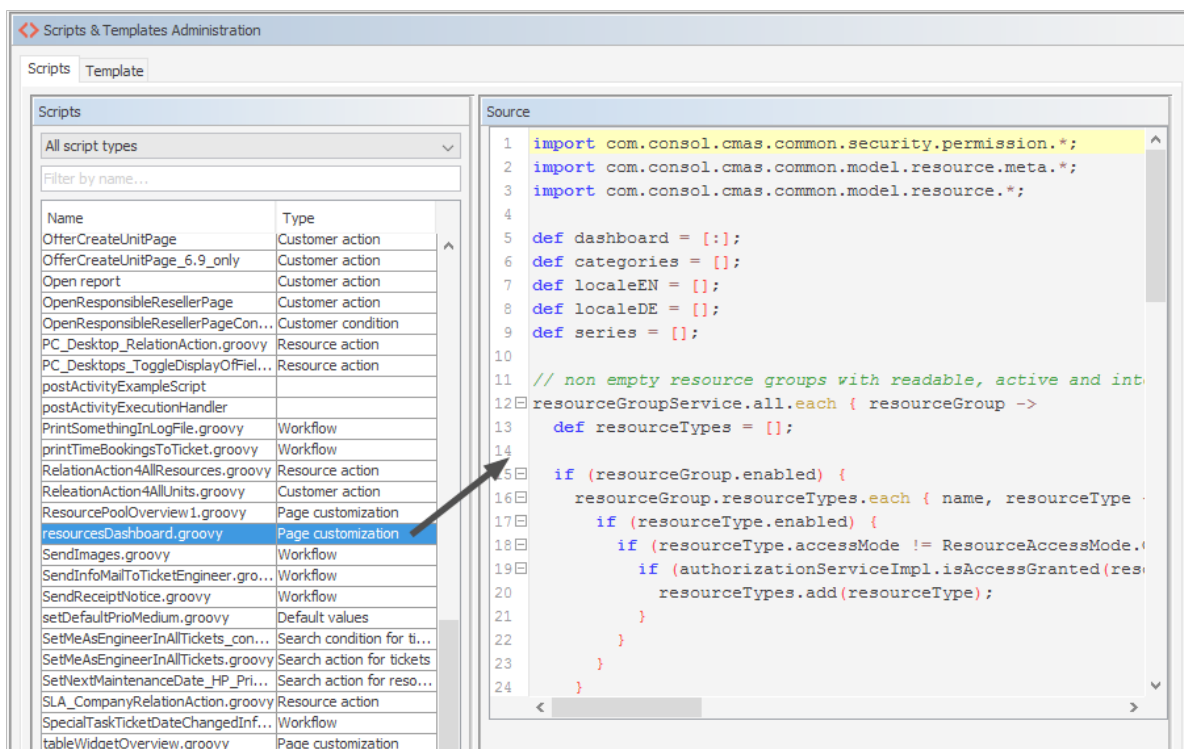 Scripts & Templates Administration
Scripts Template
Scripts
All script types
Filter by name...
Name Type
OfferCreateUnitPage Customer action
OfferCreateUnitPage_6.9_only Customer action
Open report Customer action
OpenResponsibleResellerPage Customer action
OpenResponsibleResellerPageCon... Customer condition
PC_Desktop_RelationAction.groovy Resource action
PC_Desktops_ToggleDisplayOfFiel... Resource action
postActivityExampleScript
postActivityExecutionHandler
PrintSomethingInLogFile.groovy Workflow
printTimeBookingsToTicket.groovy Workflow
RelationAction4AllResources.groovy Resource action
ReleationAction4AllUnits.groovy Customer action
ResourcePoolOverview1.groovy Page customization
resourcesDashboard.groovy Page customization
SendImages.groovy Workflow
SendInfoMailToTicketEngineer.gro... Workflow
SendReceiptNotice.groovy Workflow
setDefaultPrioMedium.groovy Default values
SetMeAsEngineerInAllTickets_con... Search condition for ti...
SetMeAsEngineerInAllTickets.groovy Search action for tickets
SetNextMaintenanceDate_HP_Pri... Search action for reso...
SLA_CompanyRelationAction.groovy Resource action
SpecialTaskTicketDateChangedInf... Workflow
tableWidgetOverview.groovy Page customization
Source
1 import com.consol.cmas.common.security.permission.*;
2 import com.consol.cmas.common.model.resource.meta.*;
3 import com.consol.cmas.common.model.resource.*;
4
5 def dashboard = [:];
6 def categories = [];
7 def localeEN = [];
8 def localeDE = [];
9 def series = [];
10
11 // non empty resource groups with readable, active and int
12 resourceGroupService.all.each { resourceGroup ->
13 def resourceTypes = [];
14
15 if (resourceGroup.enabled) {
16 resourceGroup.resourceTypes.each { name, resourceType -
17 if (resourceType.enabled) {
18 if (resourceType.accessMode != ResourceAccessMode.
19 if (authorizationServiceImpl.isAccessGranted(res
20 resourceTypes.add(resourceType);
21 }
22 }
23 }
24 }